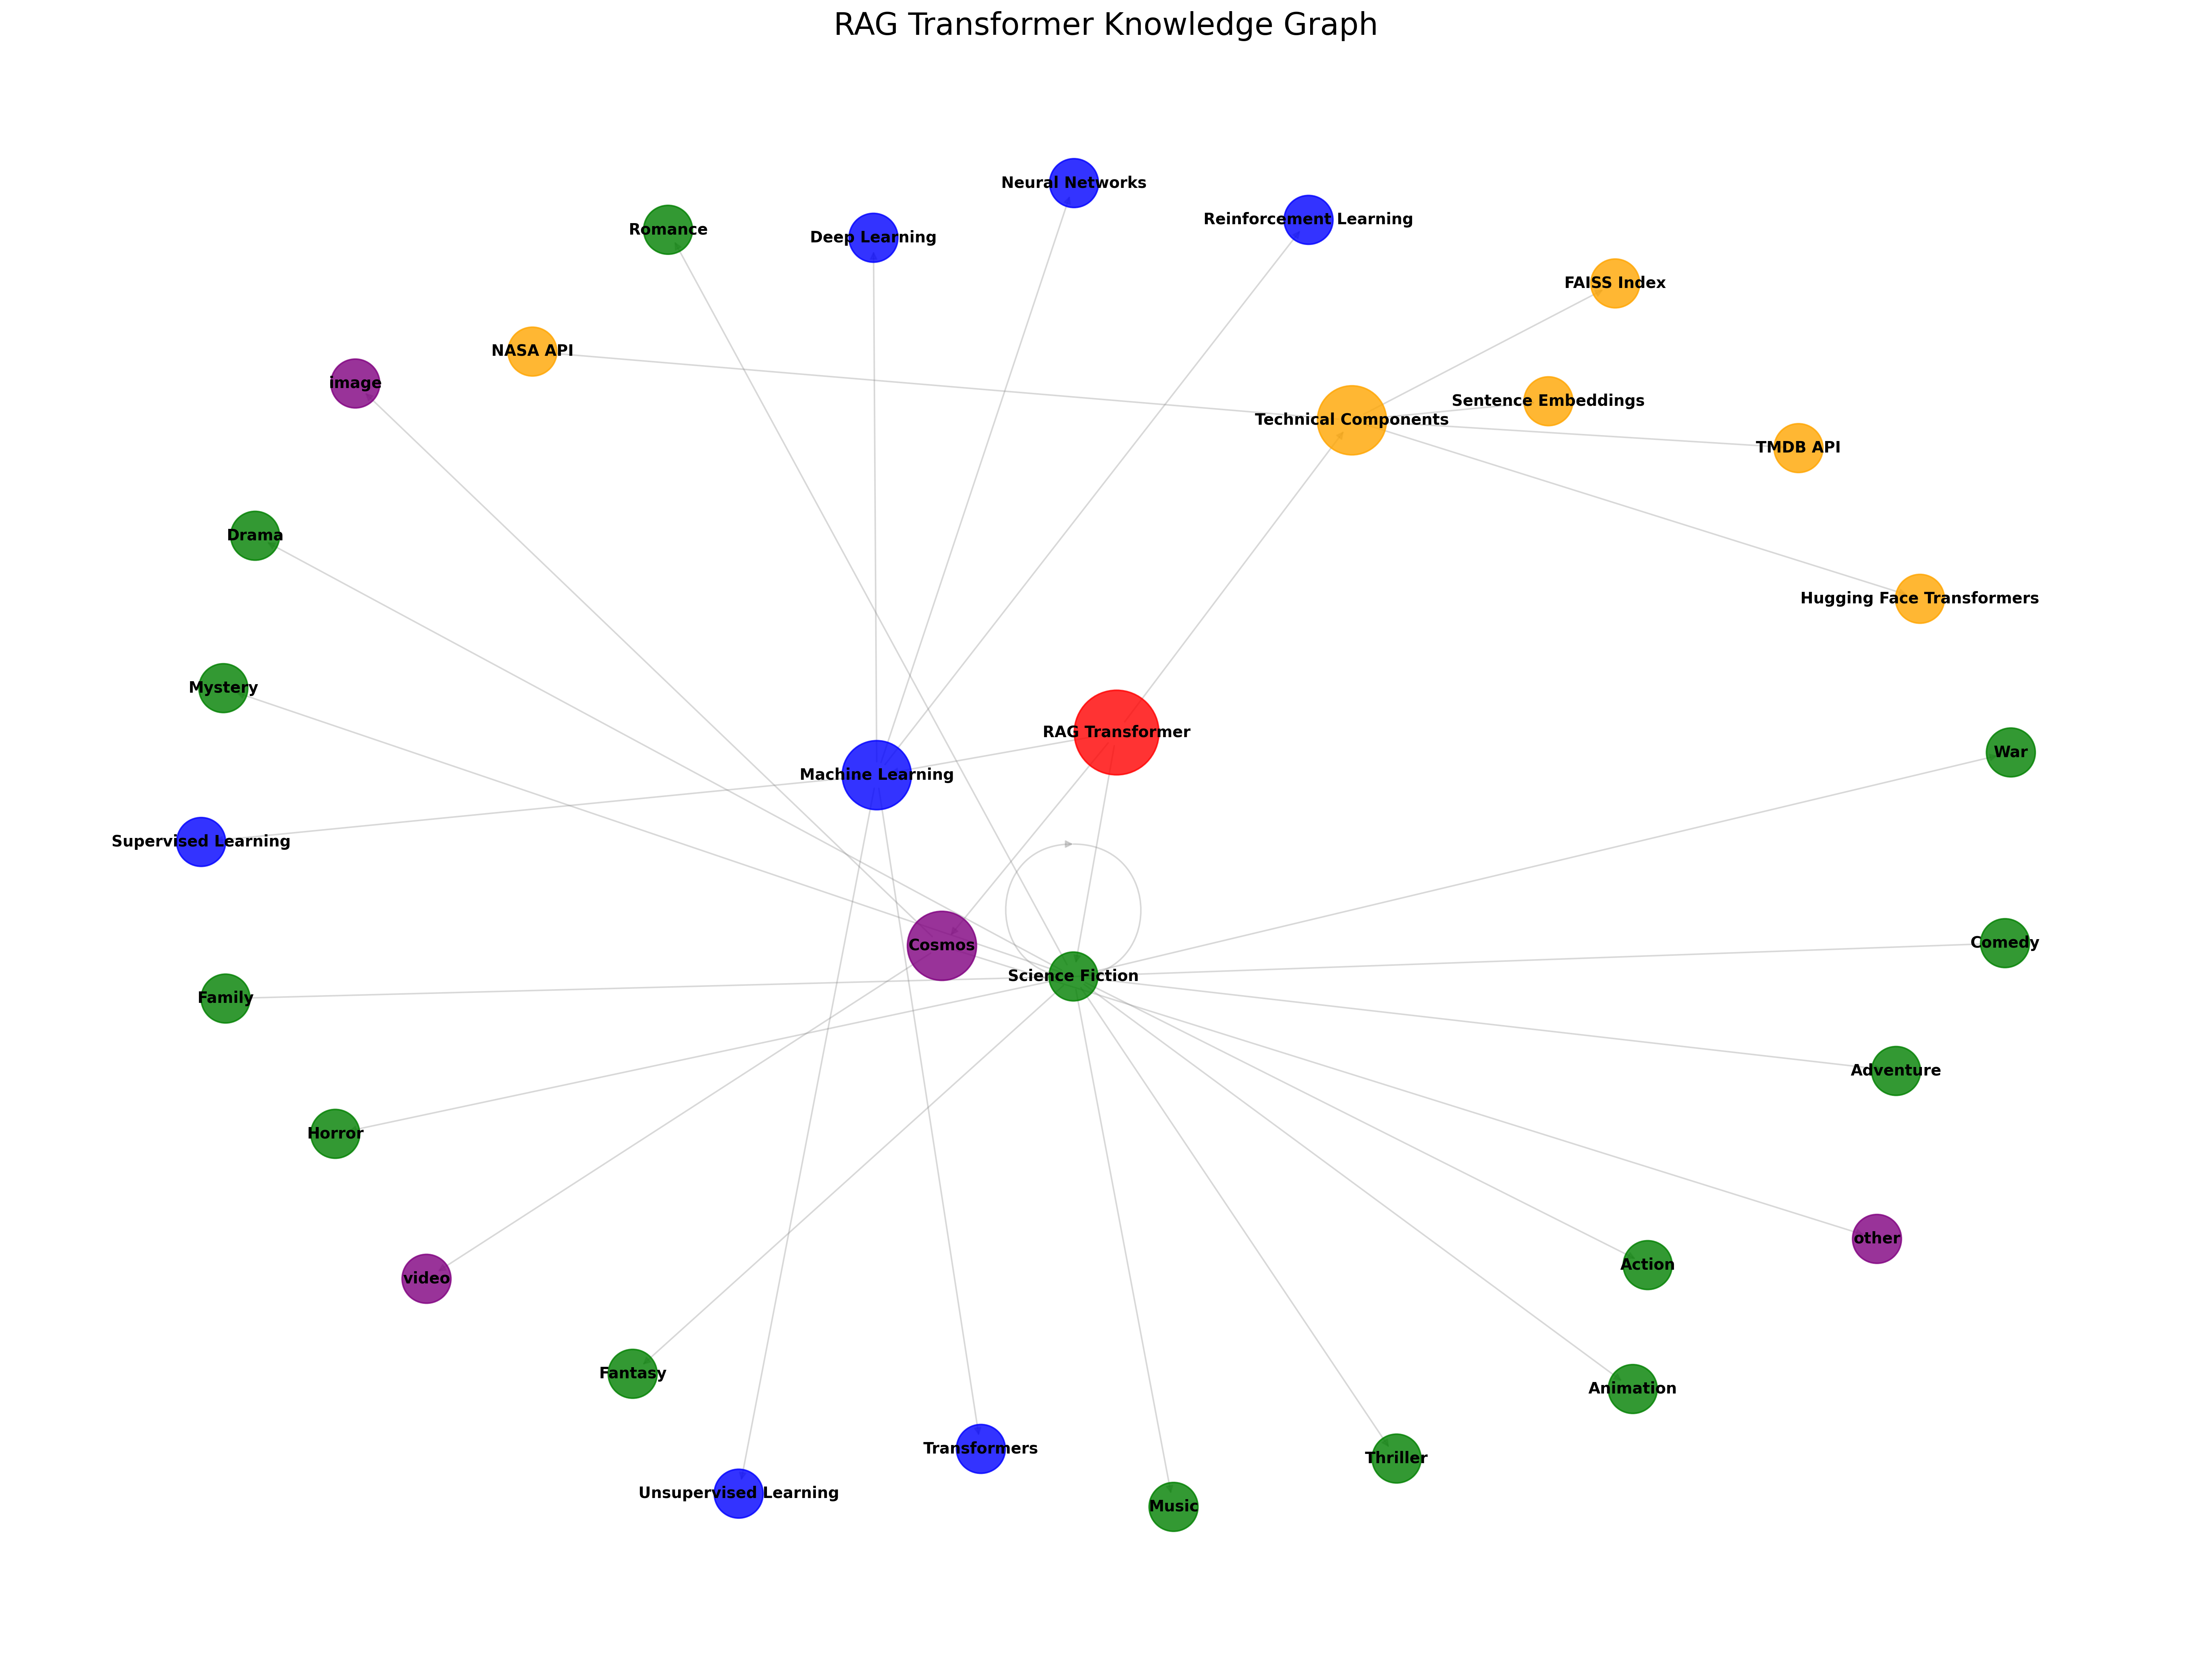 RAG Transformer Knowledge Graph
Neural Networks
Reinforcement Learning
Romance
Deep Learning
FAISS Index
NASA API
image
Sentence Embeddings
Technical Components
TMDB API
Drama
Hugging Face Transformers
Mystery
RAG Transformer
War
Machine Learning
Supervised Learning
Comedy
Cosmos
Science Fiction
Family
Adventure
Horror
other
Action
video
Fantasy
Animation
Transformers
Thriller
Unsupervised Learning
Music